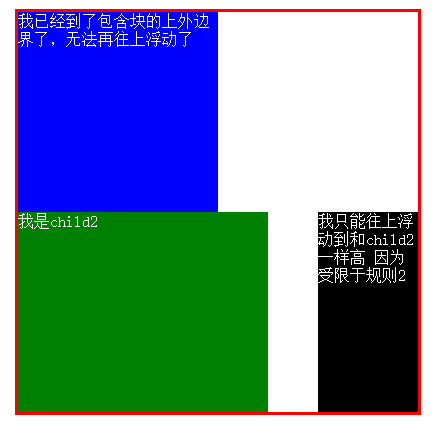 我已经到了包含块的上外边
界了，无法再往上浮动了
我是child2
我只能往上浮
动到和child2
一样高 因为
受限于规则2